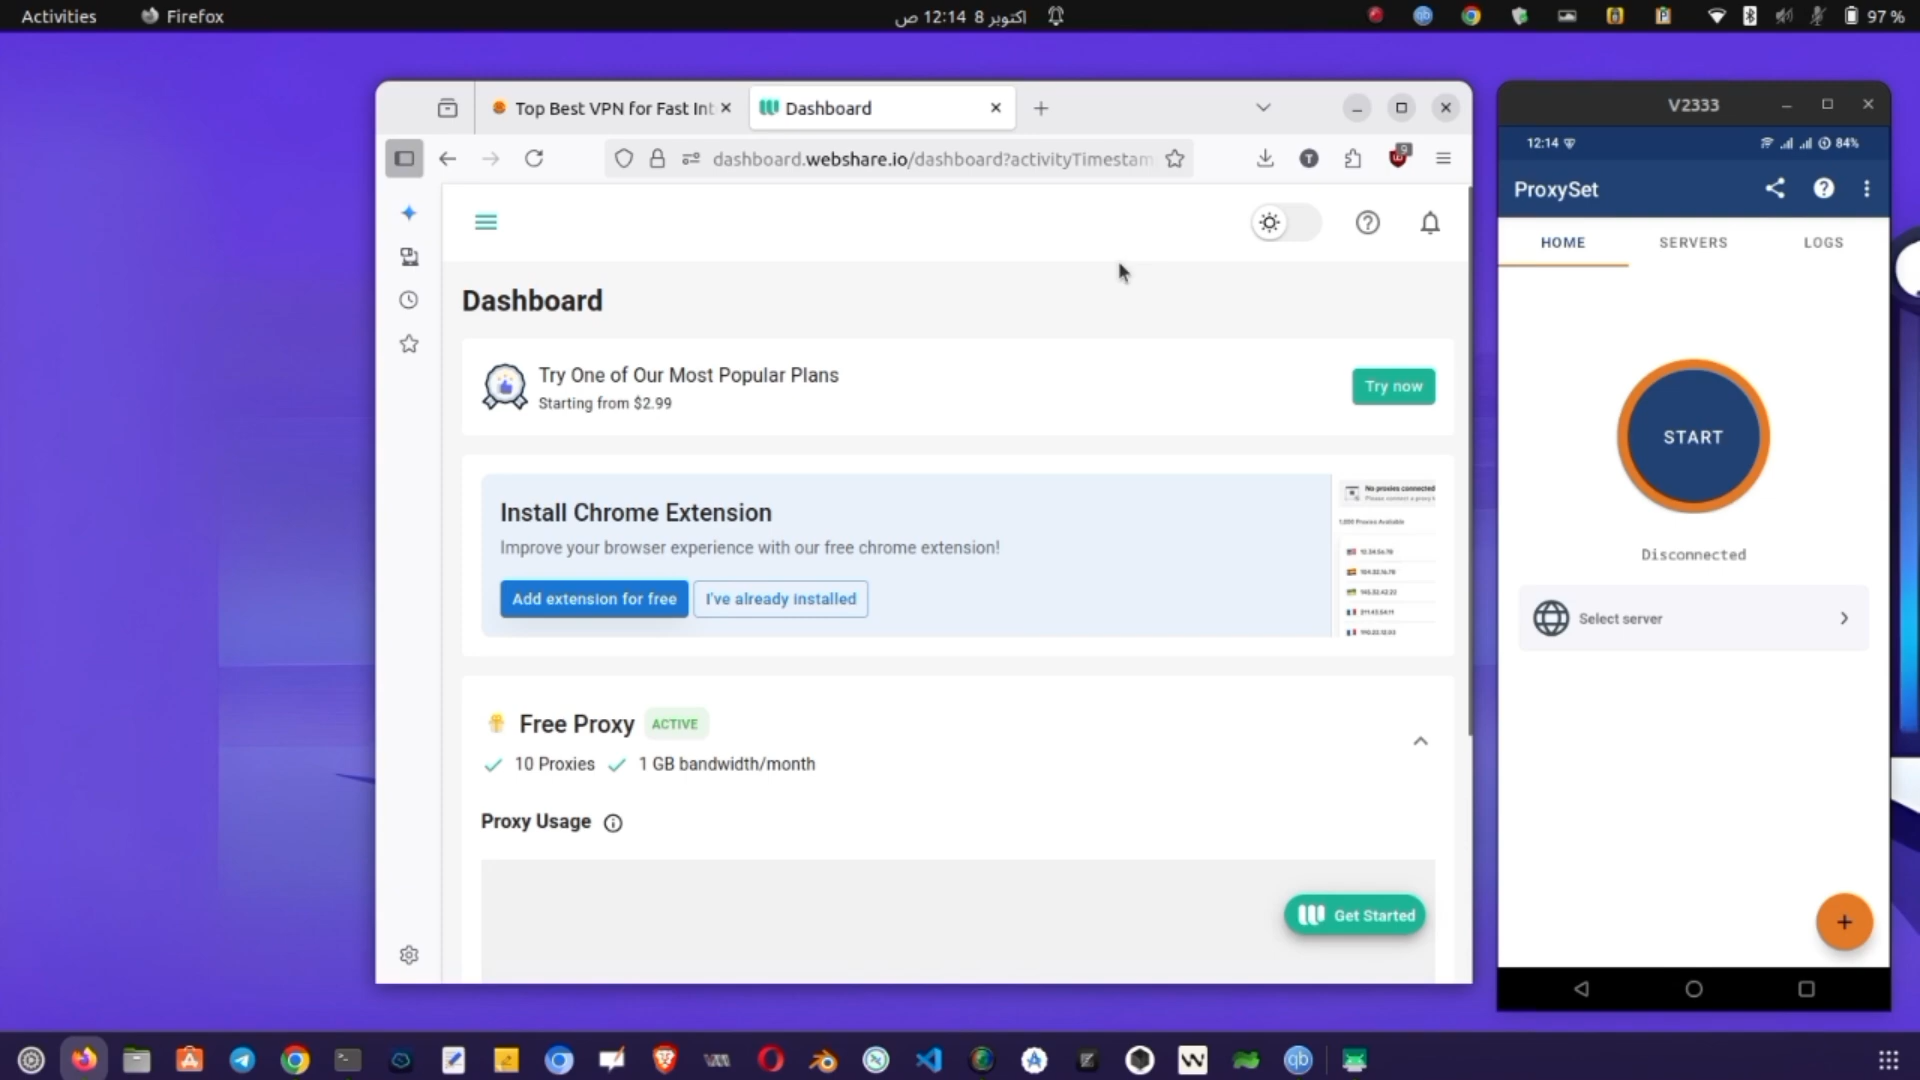 Activities
Firefox
اكتوبر 8 12:14 ص
97 %
Top Best VPN for Fast Int
Dashboard
dashboard.webshare.io/dashboard?activityTimestam
T
9
Dashboard
Try One of Our Most Popular Plans
Starting from $2.99
Try now
Install Chrome Extension
Improve your browser experience with our free chrome extension!
Add extension for free
I've already installed
No proxies connected
Free Proxy
ACTIVE
10 Proxies
1 GB bandwidth/month
Proxy Usage
Get Started
V2333
12:14
84%
ProxySet
HOME
SERVERS
LOGS
START
Disconnected
Select server